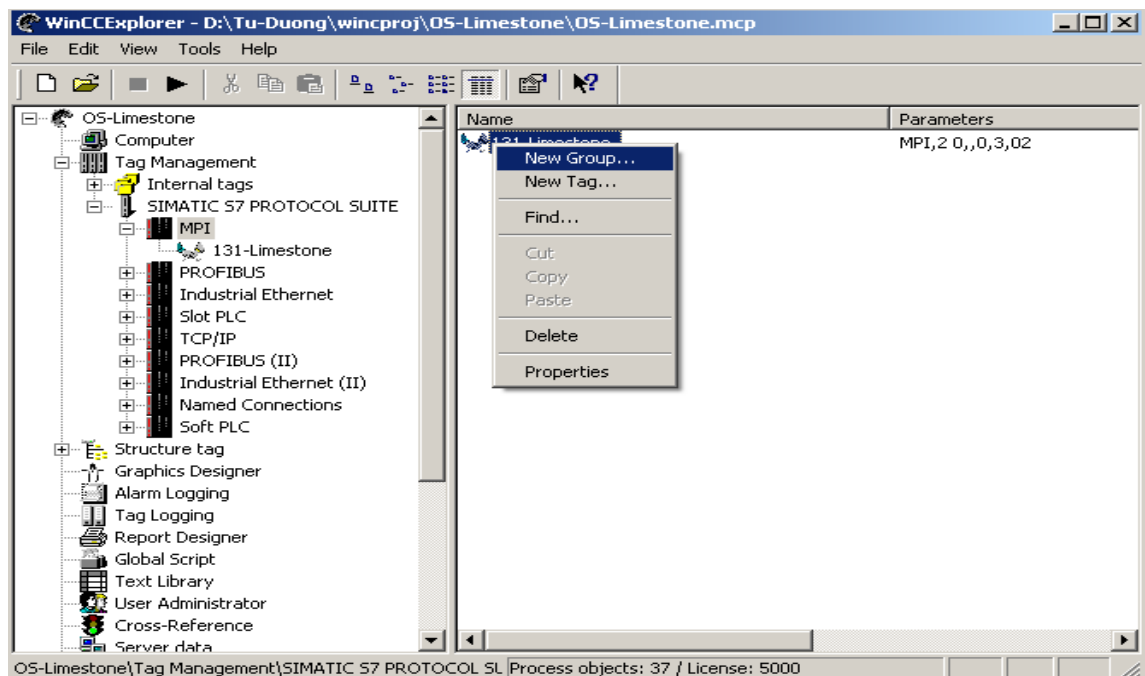 WinCCExplorer - D:\Tu-Duong\wincproj\OS-Limestone\OS-Limestone.mcp
File Edit View Tools Help
OS-Limestone
Computer
Tag Management
Internal tags
SIMATIC S7 PROTOCOL SUITE
MPI
131-Limestone
PROFIBUS
Industrial Ethernet
Slot PLC
TCP/IP
PROFIBUS (II)
Industrial Ethernet (II)
Named Connections
Soft PLC
Structure tag
Graphics Designer
Alarm Logging
Tag Logging
Report Designer
Global Script
Text Library
User Administrator
Cross-Reference
Server data
Name Parameters
131-Limestone MPI,2 0,,0,3,02
New Group...
New Tag...
Find...
Cut
Copy
Paste
Delete
Properties
OS-Limestone\Tag Management\SIMATIC S7 PROTOCOL SL Process objects: 37 / License: 5000